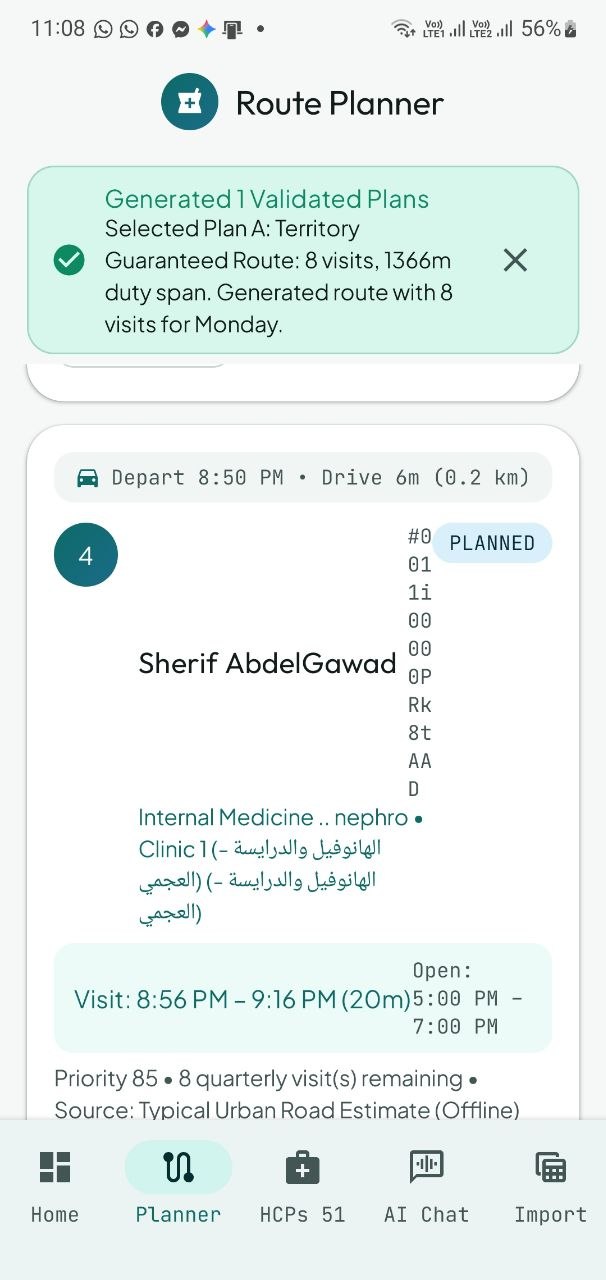 11:08
Vo)) LTE1 Vo)) LTE2 56%
Route Planner
Generated 1 Validated Plans
Selected Plan A: Territory
Guaranteed Route: 8 visits, 1366m
duty span. Generated route with 8
visits for Monday.
Depart 8:50 PM • Drive 6m (0.2 km)
4
Sherif AbdelGawad
#0
01
1i
00
00
0P
Rk
8t
AA
D
PLANNED
Internal Medicine .. nephro •
Clinic 1 (الهانوفيل والدرايسة –
العجمي) (الهانوفيل والدرايسة –
العجمي)
Visit: 8:56 PM – 9:16 PM (20m)
Open:
5:00 PM –
7:00 PM
Priority 85 • 8 quarterly visit(s) remaining •
Source: Typical Urban Road Estimate (Offline)
Home
Planner
HCPs 51
AI Chat
Import